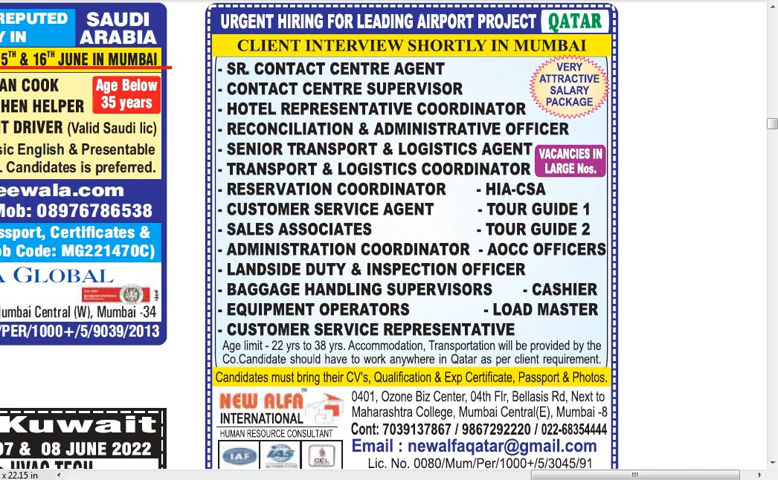 REPUTED
Y IN
SAUDI
ARABIA
5TH & 16TH JUNE IN MUMBAI
AN COOK
HEN HELPER
Age Below
35 years
T DRIVER (Valid Saudi lic)
sic English & Presentable
. Candidates is preferred.
eewala.com
Mob: 08976786538
ssport, Certificates &
ob Code: MG221470C)
A GLOBAL
umbai Central (W), Mumbai -34
/PER/1000+/5/9039/2013
Kuwait
07 & 08 JUNE 2022
HVAC TECH
x 22.15 in
URGENT HIRING FOR LEADING AIRPORT PROJECT QATAR
CLIENT INTERVIEW SHORTLY IN MUMBAI
- SR. CONTACT CENTRE AGENT
- CONTACT CENTRE SUPERVISOR
VERY
ATTRACTIVE
SALARY
PACKAGE
- HOTEL REPRESENTATIVE COORDINATOR
- RECONCILIATION & ADMINISTRATIVE OFFICER
- SENIOR TRANSPORT & LOGISTICS AGENT
- TRANSPORT & LOGISTICS COORDINATOR
VACANCIES IN
LARGE Nos.
- RESERVATION COORDINATOR - HIA-CSA
- CUSTOMER SERVICE AGENT - TOUR GUIDE 1
- SALES ASSOCIATES - TOUR GUIDE 2
- ADMINISTRATION COORDINATOR - AOCC OFFICERS
- LANDSIDE DUTY & INSPECTION OFFICER
- BAGGAGE HANDLING SUPERVISORS - CASHIER
- EQUIPMENT OPERATORS - LOAD MASTER
- CUSTOMER SERVICE REPRESENTATIVE
Age limit - 22 yrs to 38 yrs. Accommodation, Transportation will be provided by the
Co.Candidate should have to work anywhere in Qatar as per client requirement.
Candidates must bring their CV's, Qualification & Exp Certificate, Passport & Photos.
NEW ALFA
INTERNATIONAL
HUMAN RESOURCE CONSULTANT
IAF
IAS
0401, Ozone Biz Center, 04th Flr, Bellasis Rd, Next to
Maharashtra College, Mumbai Central(E), Mumbai -8
Cont: 7039137867 / 9867292220 / 022-68354444
Email : newalfaqatar@gmail.com
Lic. No. 0080/Mum/Per/1000+/5/3045/91